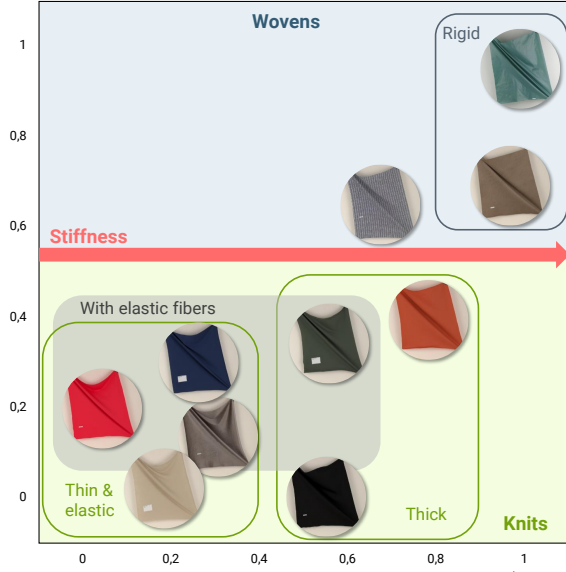 Wovens
Rigid
1
0,8
0,6
Stiffness
0,4
With elastic fibers
0,2
0
Thin &
elastic
Thick
Knits
0
0,2
0,4
0,6
0,8
1